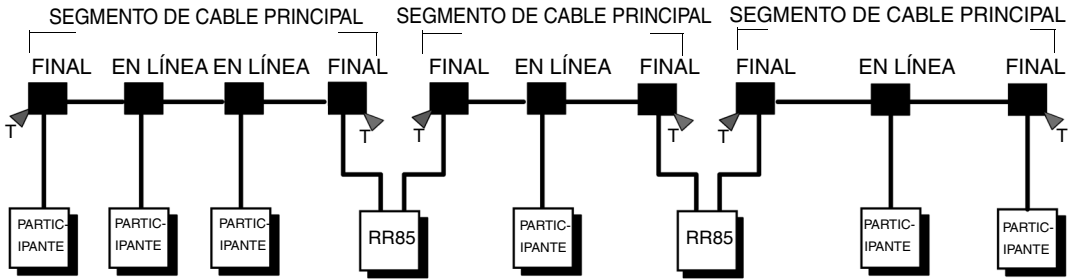 SEGMENTO DE CABLE PRINCIPAL SEGMENTO DE CABLE PRINCIPAL SEGMENTO DE CABLE PRINCIPAL
FINAL EN LÍNEA EN LÍNEA FINAL FINAL EN LÍNEA FINAL FINAL EN LÍNEA FINAL
T T T T T T
PARTIC-
IPANTE
PARTIC-
IPANTE
PARTIC-
IPANTE
RR85
PARTIC-
IPANTE
RR85
PARTIC-
IPANTE
PARTIC-
IPANTE